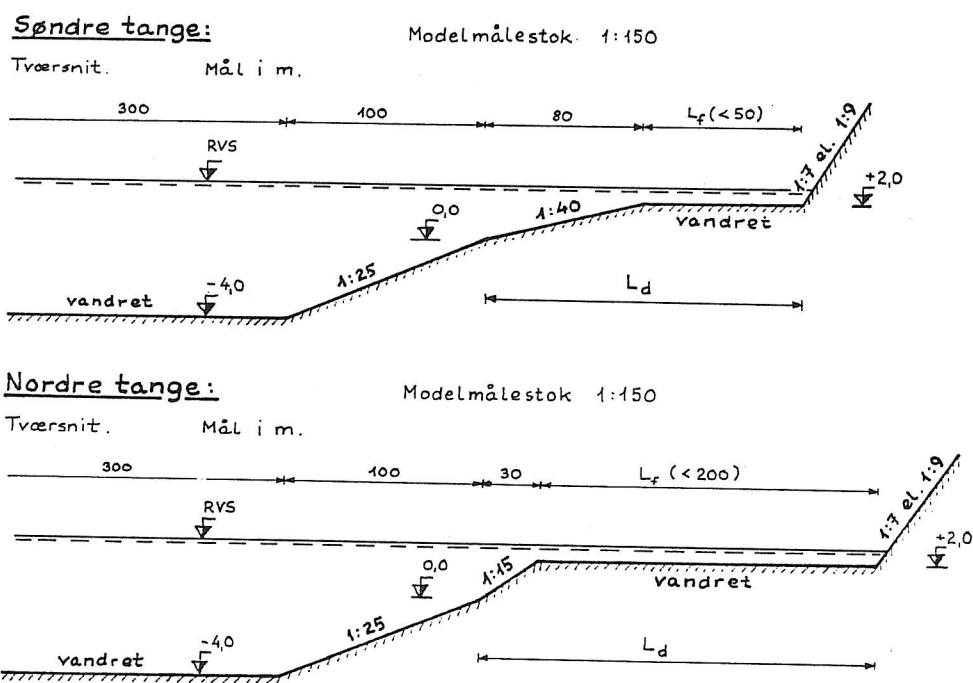 Søndre tange: Modelmålestok. 1:150
Tværsnit. Mål i m.
300 100 80 L_f (<50)
1:7 el. 1:9
RVS
+2,0
0,0
1:40
vandret
1:25
-4,0
vandret
L_d
Nordre tange: Modelmålestok 1:150
Tværsnit. Mål i m.
300 100 30 L_f (<200)
1:7 el. 1:9
RVS
+2,0
0,0
1:15
vandret
1:25
-4,0
vandret
L_d